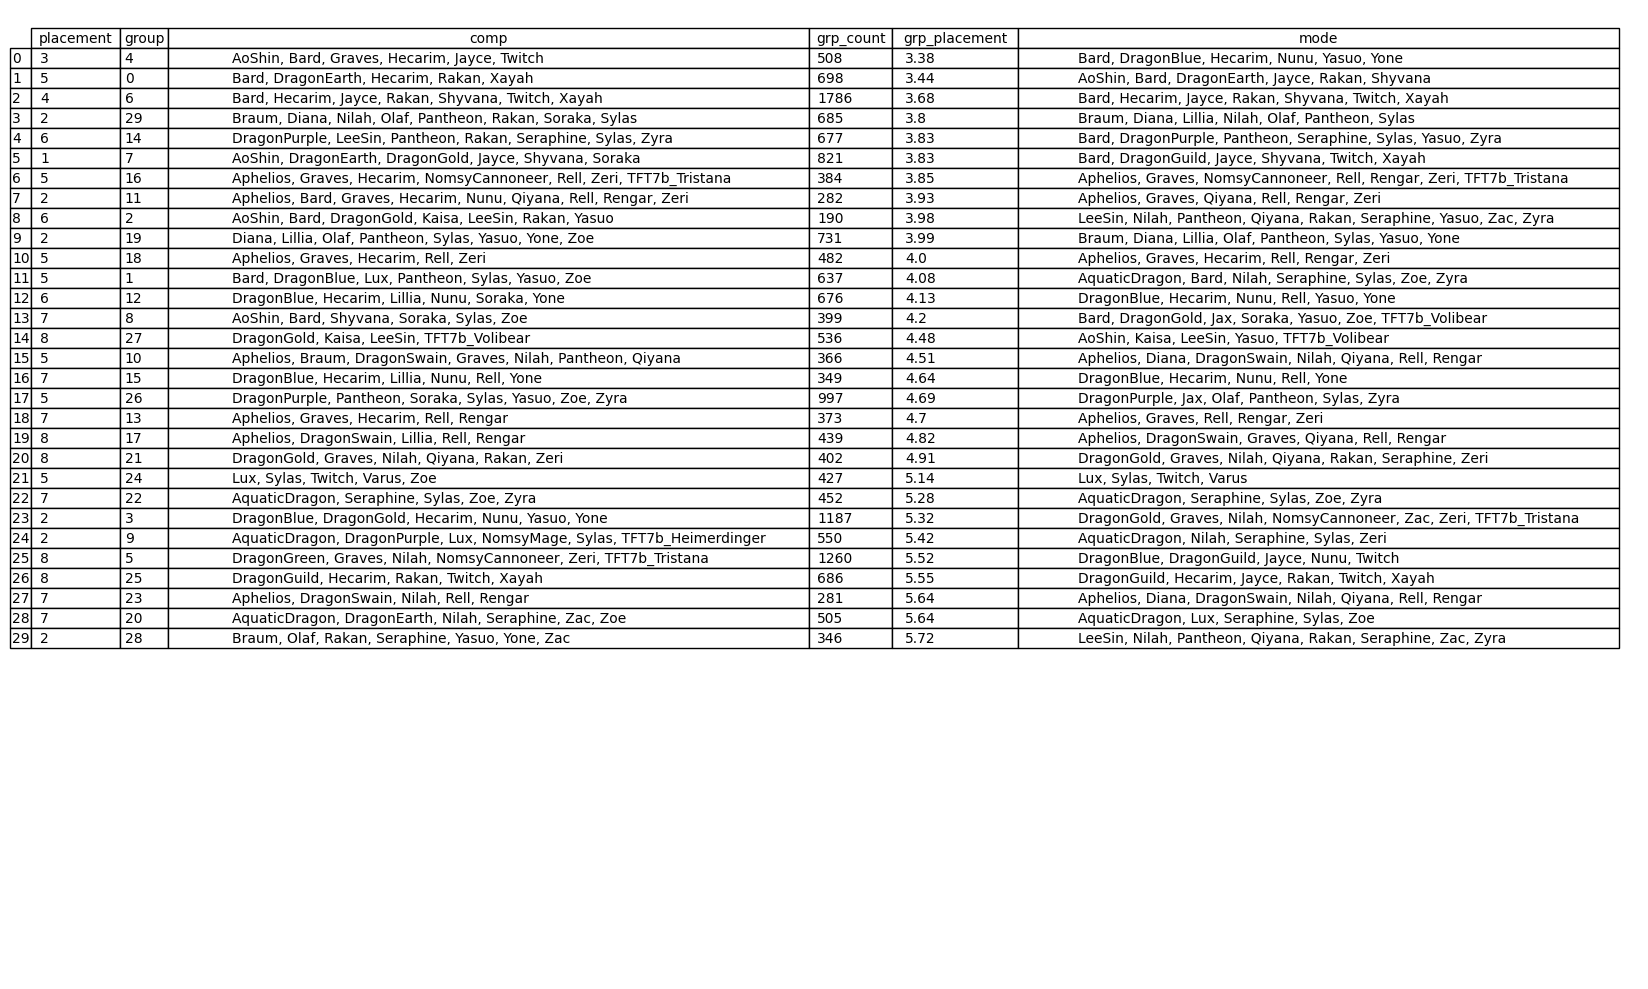 placement group comp grp_count grp_placement mode
0 3 4 AoShin, Bard, Graves, Hecarim, Jayce, Twitch 508 3.38 Bard, DragonBlue, Hecarim, Nunu, Yasuo, Yone
1 5 0 Bard, DragonEarth, Hecarim, Rakan, Xayah 698 3.44 AoShin, Bard, DragonEarth, Jayce, Rakan, Shyvana
2 4 6 Bard, Hecarim, Jayce, Rakan, Shyvana, Twitch, Xayah 1786 3.68 Bard, Hecarim, Jayce, Rakan, Shyvana, Twitch, Xayah
3 2 29 Braum, Diana, Nilah, Olaf, Pantheon, Rakan, Soraka, Sylas 685 3.8 Braum, Diana, Lillia, Nilah, Olaf, Pantheon, Sylas
4 6 14 DragonPurple, LeeSin, Pantheon, Rakan, Seraphine, Sylas, Zyra 677 3.83 Bard, DragonPurple, Pantheon, Seraphine, Sylas, Yasuo, Zyra
5 1 7 AoShin, DragonEarth, DragonGold, Jayce, Shyvana, Soraka 821 3.83 Bard, DragonGuild, Jayce, Shyvana, Twitch, Xayah
6 5 16 Aphelios, Graves, Hecarim, NomsyCannoneer, Rell, Zeri, TFT7b_Tristana 384 3.85 Aphelios, Graves, NomsyCannoneer, Rell, Rengar, Zeri, TFT7b_Tristana
7 2 11 Aphelios, Bard, Graves, Hecarim, Nunu, Qiyana, Rell, Rengar, Zeri 282 3.93 Aphelios, Graves, Qiyana, Rell, Rengar, Zeri
8 6 2 AoShin, Bard, DragonGold, Kaisa, LeeSin, Rakan, Yasuo 190 3.98 LeeSin, Nilah, Pantheon, Qiyana, Rakan, Seraphine, Yasuo, Zac, Zyra
9 2 19 Diana, Lillia, Olaf, Pantheon, Sylas, Yasuo, Yone, Zoe 731 3.99 Braum, Diana, Lillia, Olaf, Pantheon, Sylas, Yasuo, Yone
10 5 18 Aphelios, Graves, Hecarim, Rell, Zeri 482 4.0 Aphelios, Graves, Hecarim, Rell, Rengar, Zeri
11 5 1 Bard, DragonBlue, Lux, Pantheon, Sylas, Yasuo, Zoe 637 4.08 AquaticDragon, Bard, Nilah, Seraphine, Sylas, Zoe, Zyra
12 6 12 DragonBlue, Hecarim, Lillia, Nunu, Soraka, Yone 676 4.13 DragonBlue, Hecarim, Nunu, Rell, Yasuo, Yone
13 7 8 AoShin, Bard, Shyvana, Soraka, Sylas, Zoe 399 4.2 Bard, DragonGold, Jax, Soraka, Yasuo, Zoe, TFT7b_Volibear
14 8 27 DragonGold, Kaisa, LeeSin, TFT7b_Volibear 536 4.48 AoShin, Kaisa, LeeSin, Yasuo, TFT7b_Volibear
15 5 10 Aphelios, Braum, DragonSwain, Graves, Nilah, Pantheon, Qiyana 366 4.51 Aphelios, Diana, DragonSwain, Nilah, Qiyana, Rell, Rengar
16 7 15 DragonBlue, Hecarim, Lillia, Nunu, Rell, Yone 349 4.64 DragonBlue, Hecarim, Nunu, Rell, Yone
17 5 26 DragonPurple, Pantheon, Soraka, Sylas, Yasuo, Zoe, Zyra 997 4.69 DragonPurple, Jax, Olaf, Pantheon, Sylas, Zyra
18 7 13 Aphelios, Graves, Hecarim, Rell, Rengar 373 4.7 Aphelios, Graves, Rell, Rengar, Zeri
19 8 17 Aphelios, DragonSwain, Lillia, Rell, Rengar 439 4.82 Aphelios, DragonSwain, Graves, Qiyana, Rell, Rengar
20 8 21 DragonGold, Graves, Nilah, Qiyana, Rakan, Zeri 402 4.91 DragonGold, Graves, Nilah, Qiyana, Rakan, Seraphine, Zeri
21 5 24 Lux, Sylas, Twitch, Varus, Zoe 427 5.14 Lux, Sylas, Twitch, Varus
22 7 22 AquaticDragon, Seraphine, Sylas, Zoe, Zyra 452 5.28 AquaticDragon, Seraphine, Sylas, Zoe, Zyra
23 2 3 DragonBlue, DragonGold, Hecarim, Nunu, Yasuo, Yone 1187 5.32 DragonGold, Graves, Nilah, NomsyCannoneer, Zac, Zeri, TFT7b_Tristana
24 2 9 AquaticDragon, DragonPurple, Lux, NomsyMage, Sylas, TFT7b_Heimerdinger 550 5.42 AquaticDragon, Nilah, Seraphine, Sylas, Zeri
25 8 5 DragonGreen, Graves, Nilah, NomsyCannoneer, Zeri, TFT7b_Tristana 1260 5.52 DragonBlue, DragonGuild, Jayce, Nunu, Twitch
26 8 25 DragonGuild, Hecarim, Rakan, Twitch, Xayah 686 5.55 DragonGuild, Hecarim, Jayce, Rakan, Twitch, Xayah
27 7 23 Aphelios, DragonSwain, Nilah, Rell, Rengar 281 5.64 Aphelios, Diana, DragonSwain, Nilah, Qiyana, Rell, Rengar
28 7 20 AquaticDragon, DragonEarth, Nilah, Seraphine, Zac, Zoe 505 5.64 AquaticDragon, Lux, Seraphine, Sylas, Zoe
29 2 28 Braum, Olaf, Rakan, Seraphine, Yasuo, Yone, Zac 346 5.72 LeeSin, Nilah, Pantheon, Qiyana, Rakan, Seraphine, Zac, Zyra